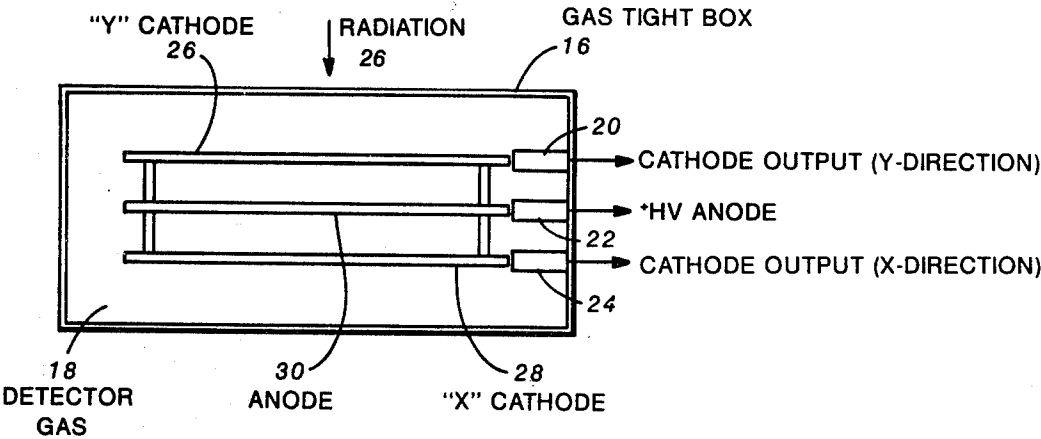 "Y" CATHODE
26
RADIATION
26
GAS TIGHT BOX
16
20
CATHODE OUTPUT (Y-DIRECTION)
+HV ANODE
22
CATHODE OUTPUT (X-DIRECTION)
24
18
DETECTOR
GAS
30
ANODE
28
"X" CATHODE